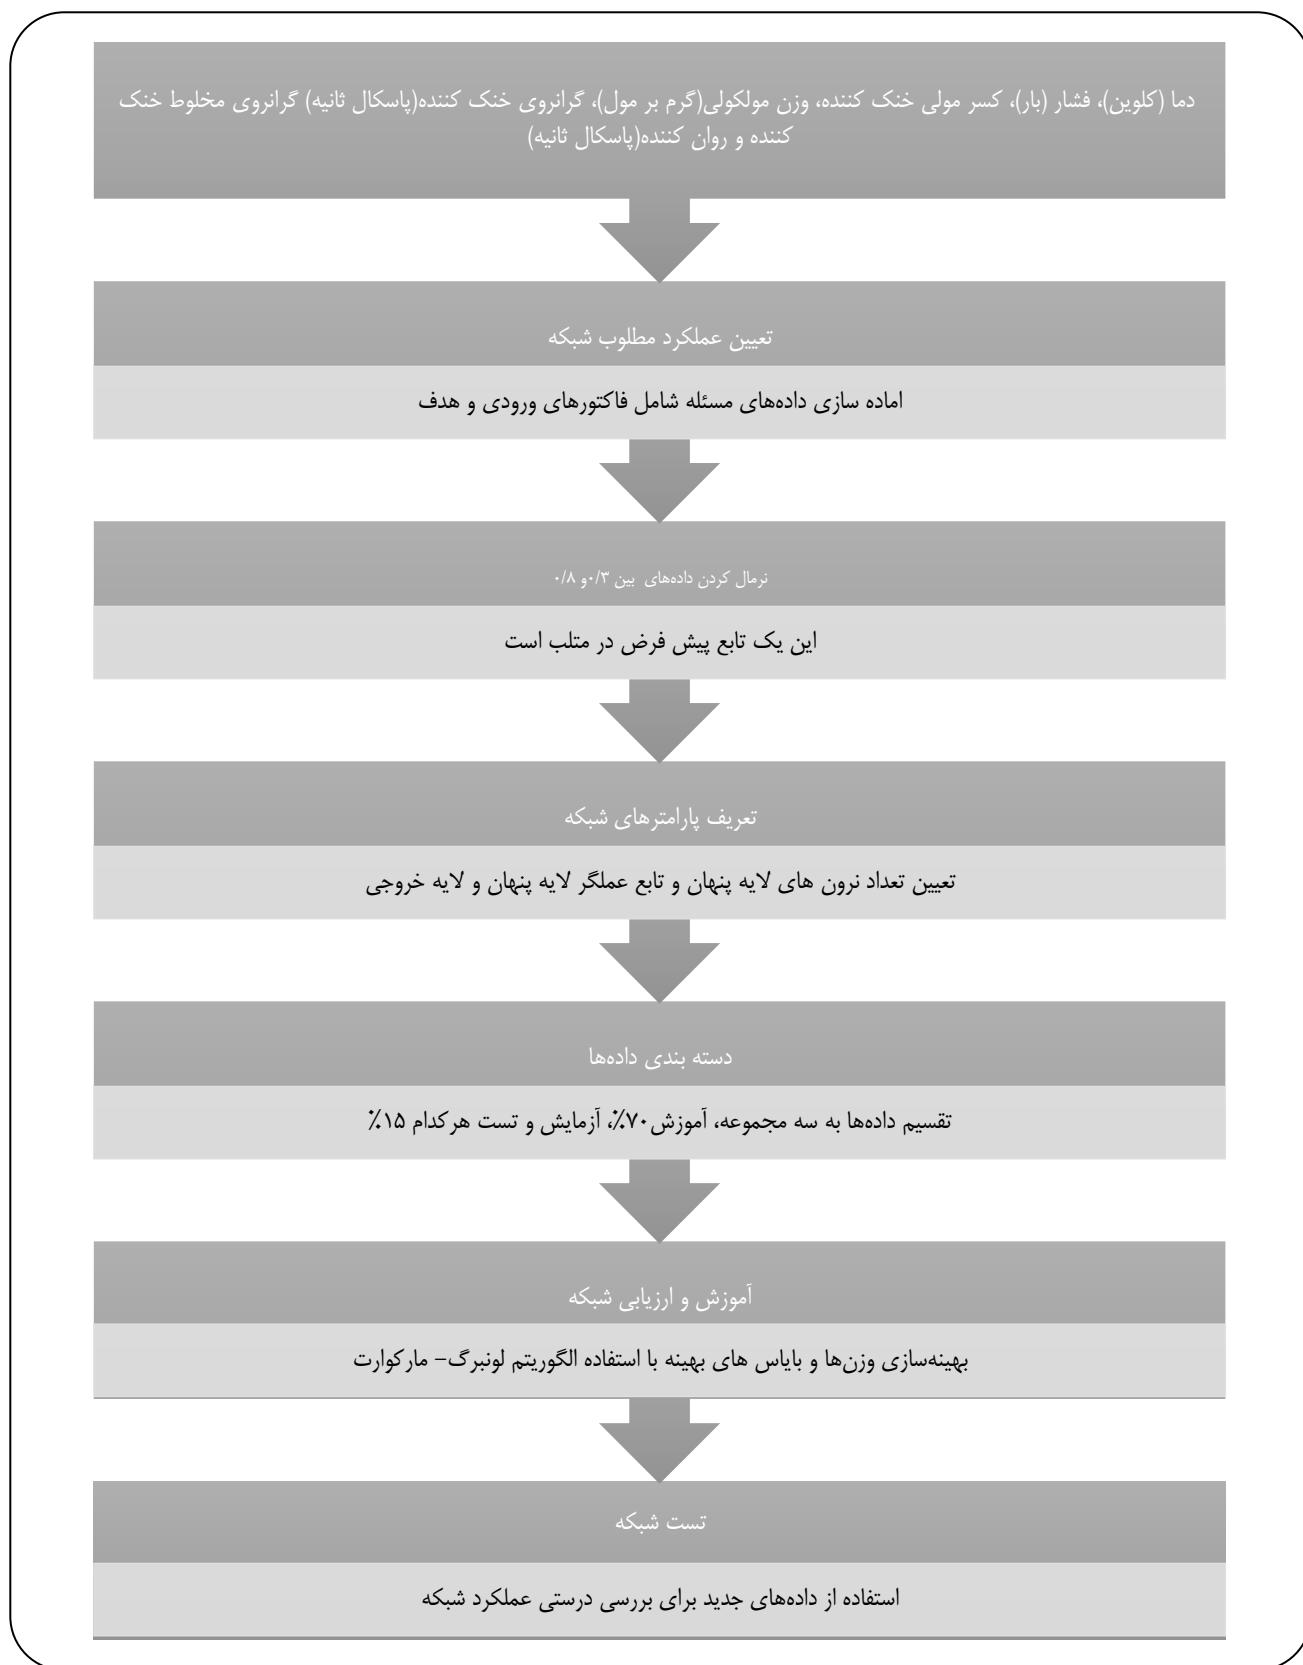 دما (کلوین)، فشار (بار)، کسر مولی خنک کننده، وزن مولکولی(گرم بر مول)، گرانروی خنک کننده(پاسکال ثانیه) گرانروی مخلوط خنک
کننده و روان کننده(پاسکال ثانیه)
تعیین عملکرد مطلوب شبکه
اماده سازی داده‌های مسئله شامل فاکتورهای ورودی و هدف
نرمال کردن داده‌های بین ۰/۳و ۰/۸
این یک تابع پیش فرض در متلب است
تعریف پارامترهای شبکه
تعیین تعداد نرون های لایه پنهان و تابع عملگر لایه پنهان و لایه خروجی
دسته بندی داده‌ها
تقسیم داده‌ها به سه مجموعه، آموزش۷۰٪، آزمایش و تست هرکدام ۱۵٪
آموزش و ارزیابی شبکه
بهینه‌سازی وزن‌ها و بایاس های بهینه با استفاده الگوریتم لونبرگ- مارکوارت
تست شبکه
استفاده از داده‌های جدید برای بررسی درستی عملکرد شبکه